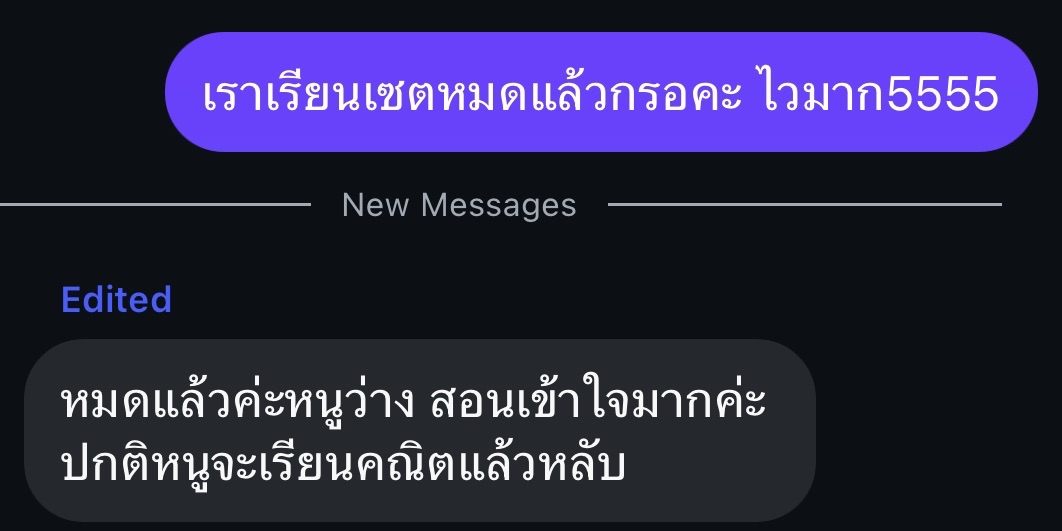 เราเรียนเซตหมดแล้วกรอคะ ไวมาก5555
New Messages
Edited
หมดแล้วค่ะหนูว่าง สอนเข้าใจมากค่ะ
ปกติหนูจะเรียนคณิตแล้วหลับ